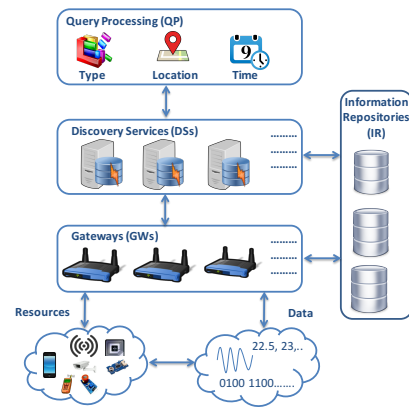 Query Processing (QP)
Type
Location
9
Time
Discovery Services (DSs)
.........
.........
.........
Information
Repositories
(IR)
Gateways (GWs)
.........
.........
.........
Resources
Data
22.5, 23,..
0100 1100.......